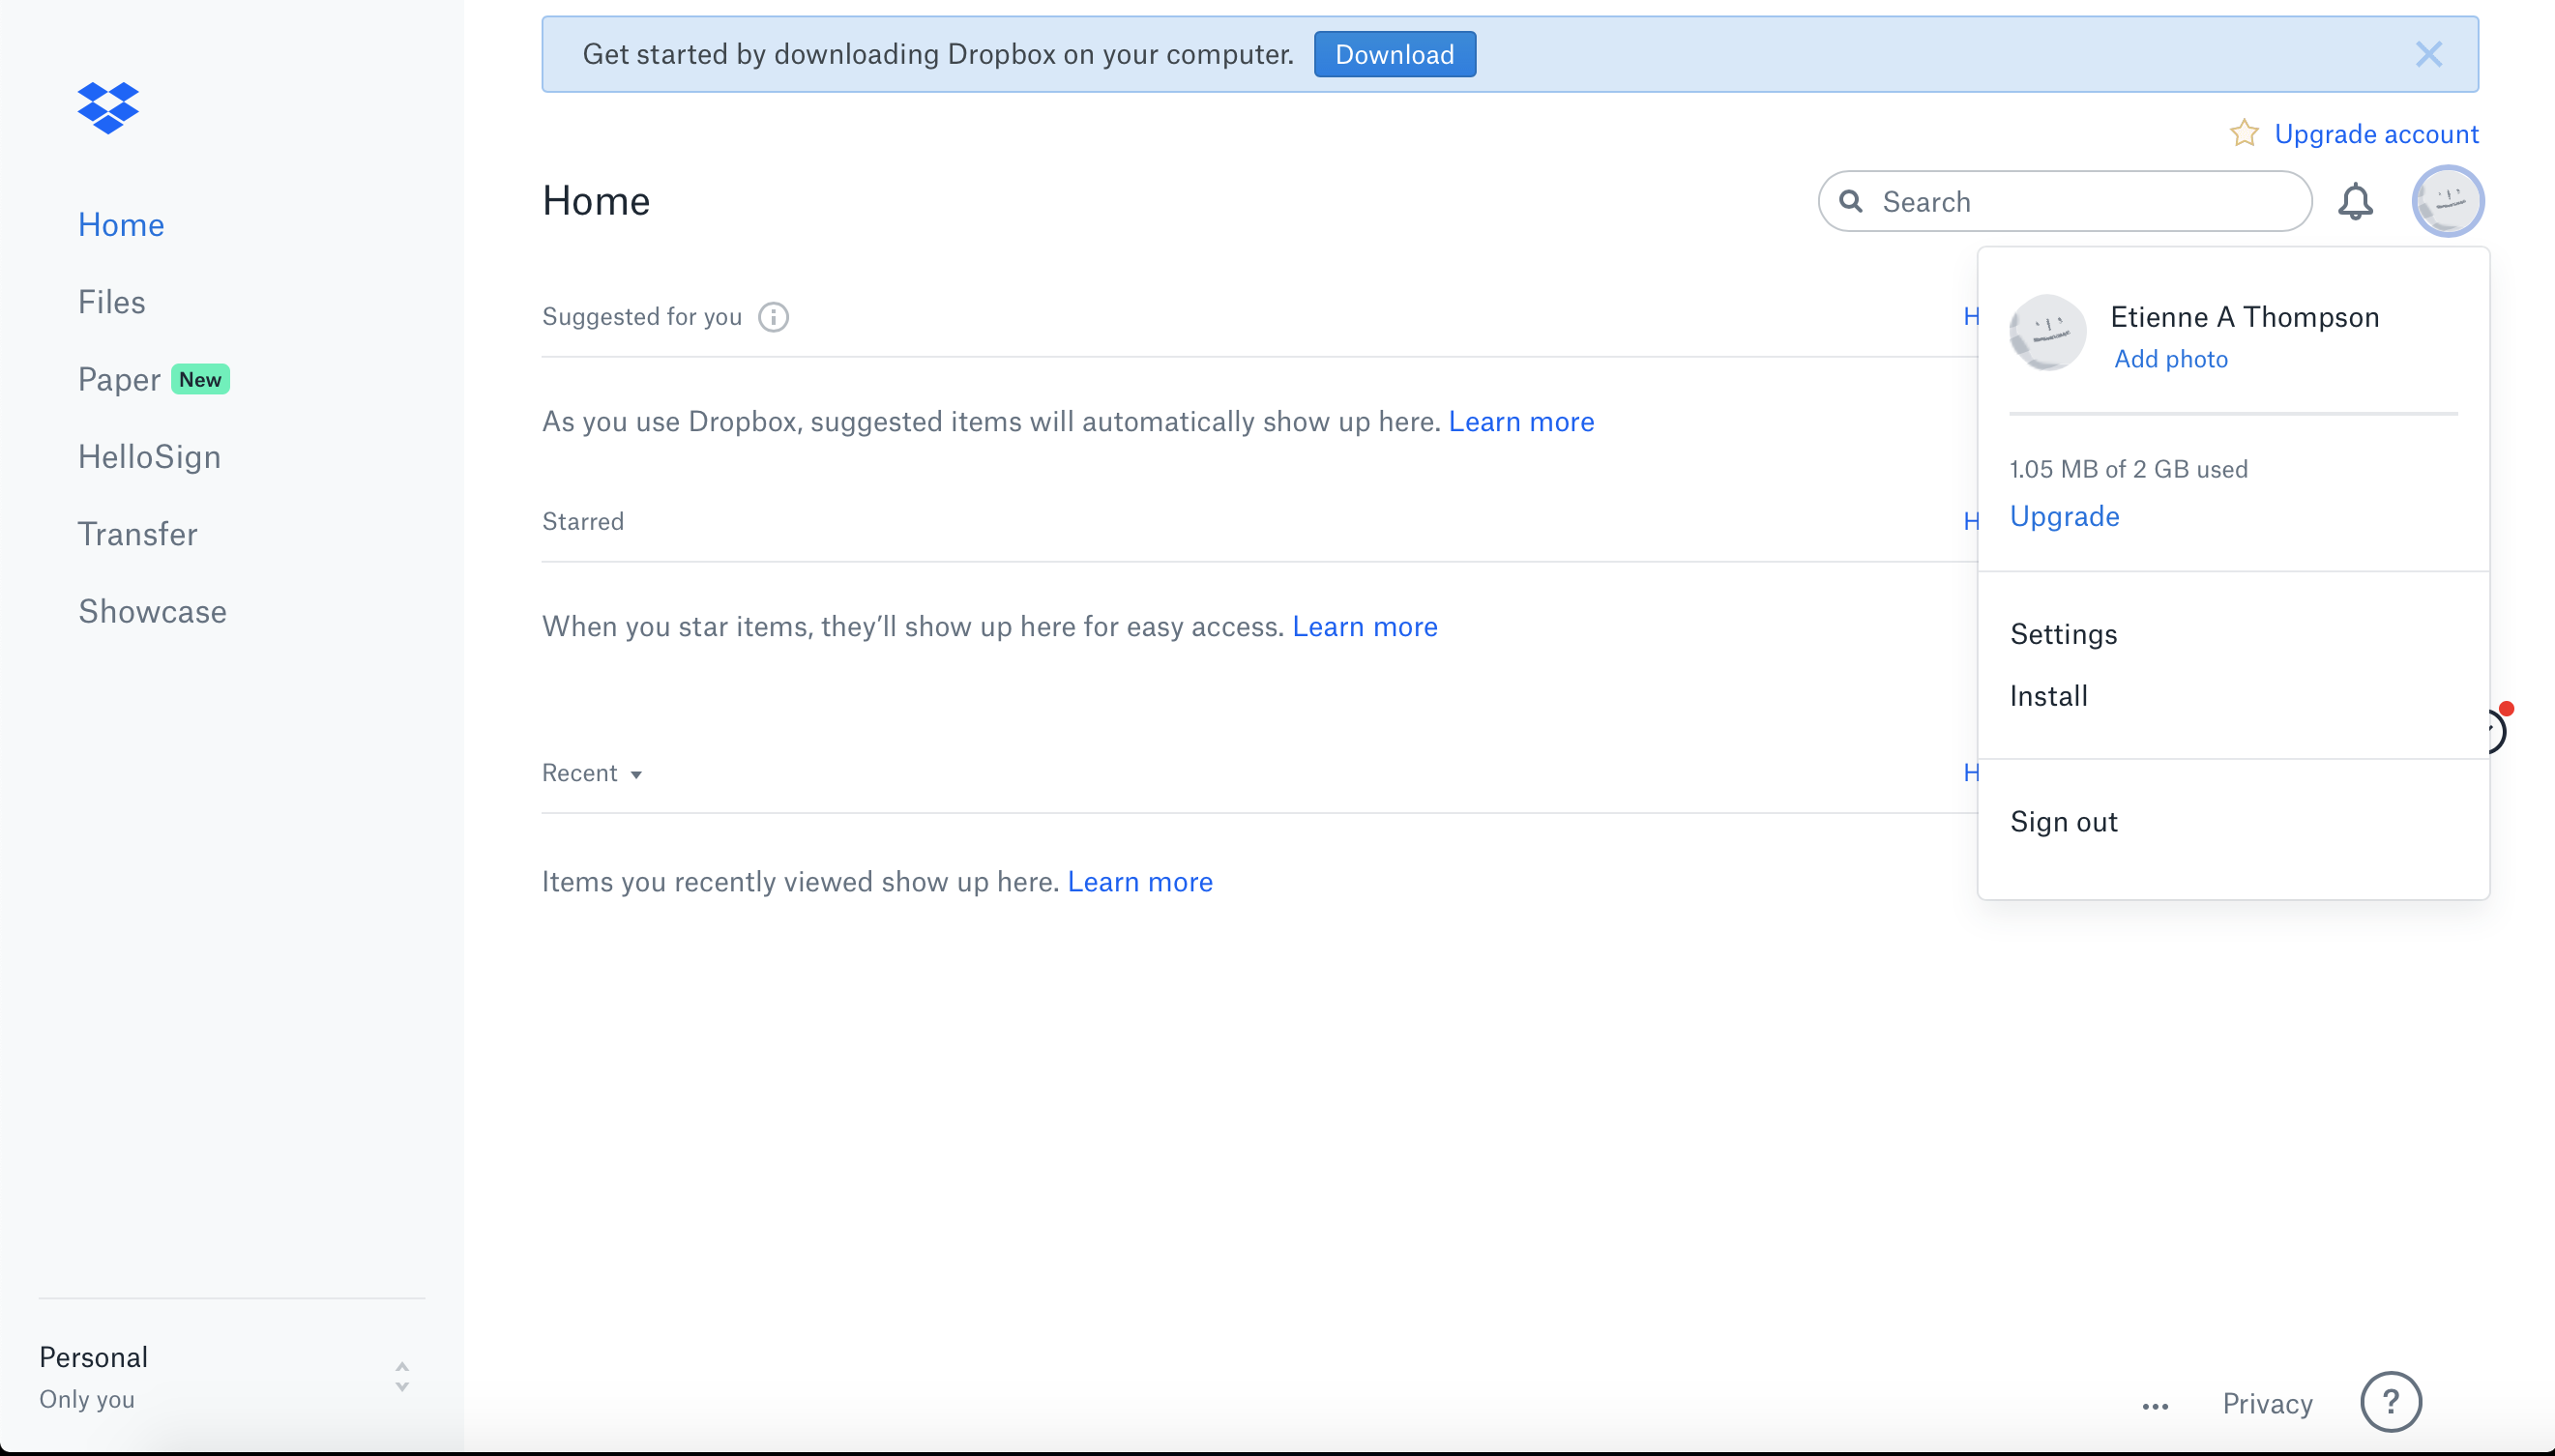 Get started by downloading Dropbox on your computer. Download
Upgrade account
Home
Search
Home
Files
Paper New
HelloSign
Transfer
Showcase
Suggested for you
H
As you use Dropbox, suggested items will automatically show up here. Learn more
Starred
H
When you star items, they’ll show up here for easy access. Learn more
Recent
H
Items you recently viewed show up here. Learn more
Etienne A Thompson
Add photo
1.05 MB of 2 GB used
Upgrade
Settings
Install
Sign out
Personal
Only you
Privacy
?